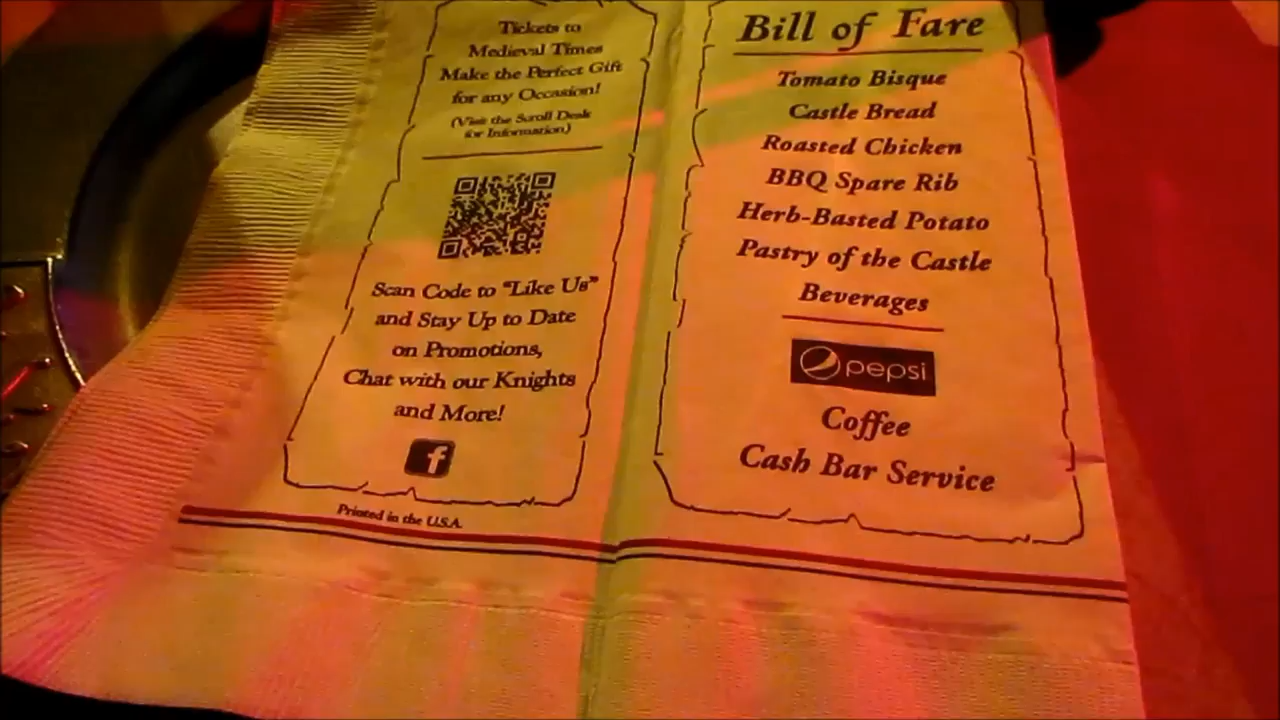 Tickets to
Medieval Times
Make the Perfect Gift
for any Occasion!
(Visit the Scroll Desk
for Information)
Scan Code to "Like Us"
and Stay Up to Date
on Promotions,
Chat with our Knights
and More!
f
Printed in the U.S.A.
Bill of Fare
Tomato Bisque
Castle Bread
Roasted Chicken
BBQ Spare Rib
Herb-Basted Potato
Pastry of the Castle
Beverages
pepsi
Coffee
Cash Bar Service